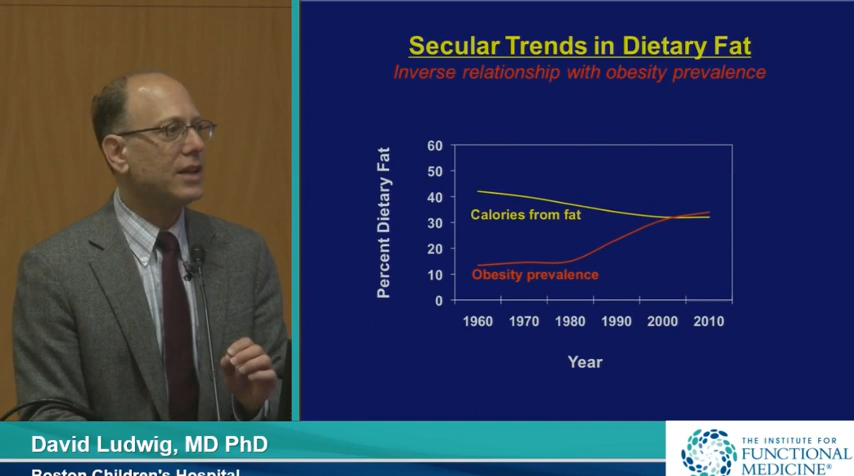 Secular Trends in Dietary Fat
Inverse relationship with obesity prevalence
Percent Dietary Fat
60
50
40
30
20
10
0
Calories from fat
Obesity prevalence
1960 1970 1980 1990 2000 2010
Year
David Ludwig, MD PhD
Boston Children's Hospital
THE INSTITUTE FOR
FUNCTIONAL
MEDICINE®